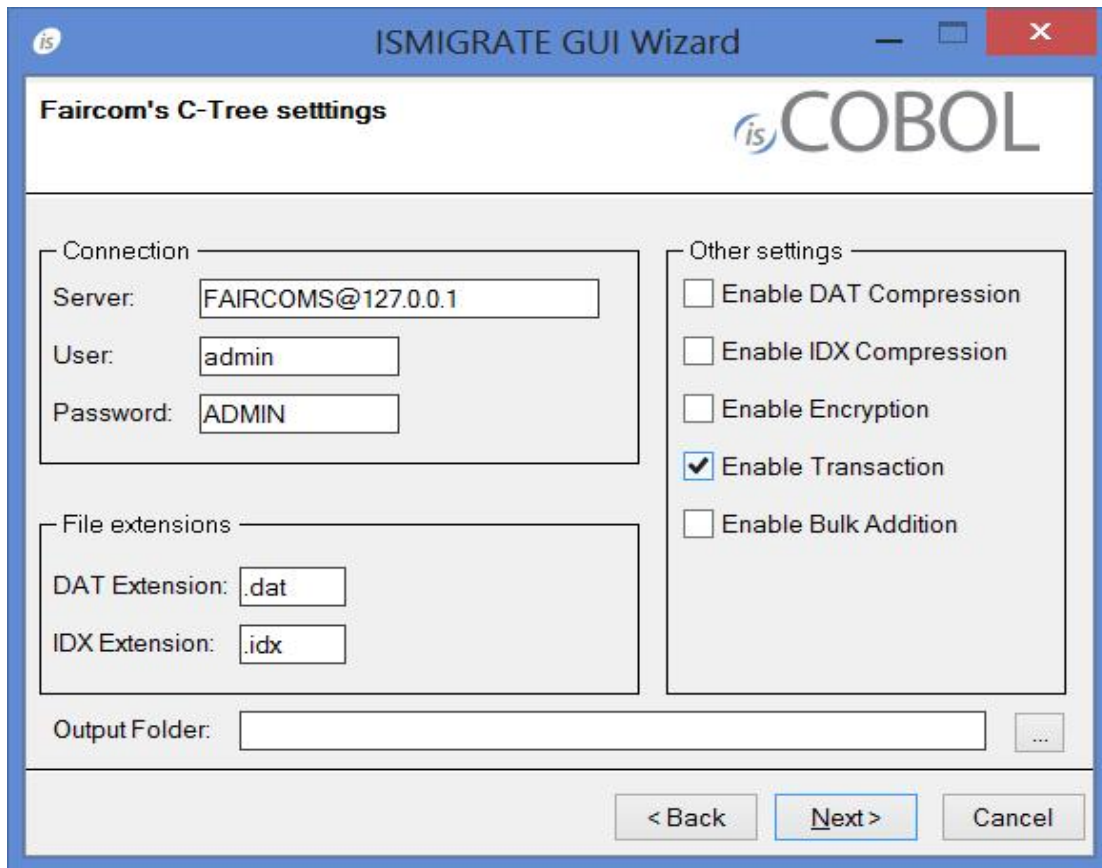 is
ISMIGRATE GUI Wizard
Faircom's C-Tree setttings
is COBOL
Connection
Server: FAIRCOMS@127.0.0.1
User: admin
Password: ADMIN
File extensions
DAT Extension: .dat
IDX Extension: .idx
Other settings
Enable DAT Compression
Enable IDX Compression
Enable Encryption
Enable Transaction
Enable Bulk Addition
Output Folder: ...
< Back Next > Cancel